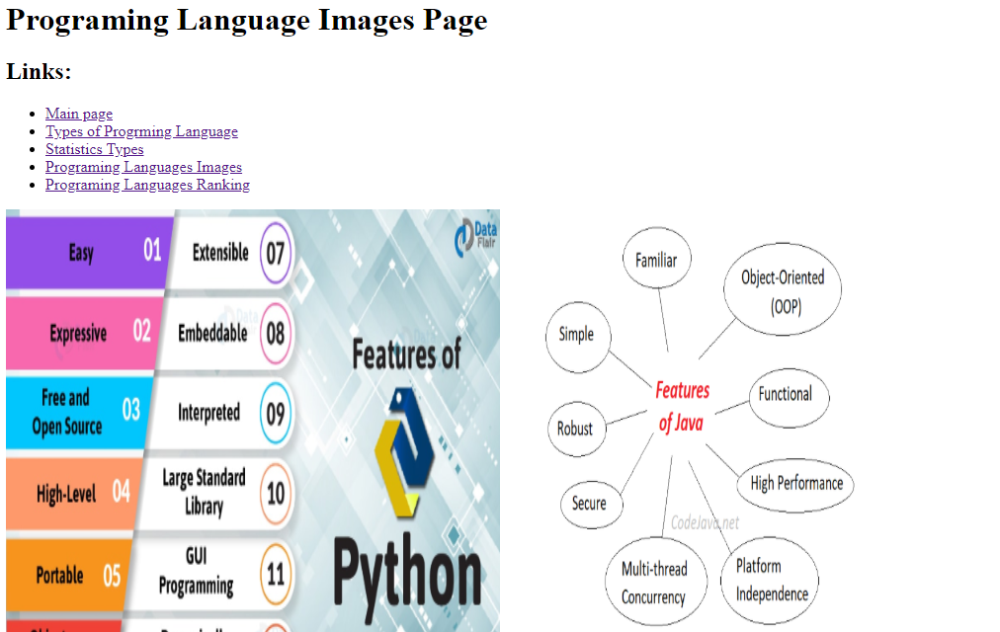 Programing Language Images Page
Links:
Main page
Types of Progrming Language
Statistics Types
Programing Languages Images
Programing Languages Ranking
Easy 01
Extensible 07
Expressive 02
Embeddable 08
Free and
Open Source 03
Interpreted 09
High-Level 04
Large Standard
Library 10
Portable 05
GUI
Programming 11
Data
Flair
Features of
Python
Familiar
Object-Oriented
(OOP)
Simple
Features
of Java
Functional
Robust
High Performance
Secure
CodeJava.net
Multi-thread
Concurrency
Platform
Independence